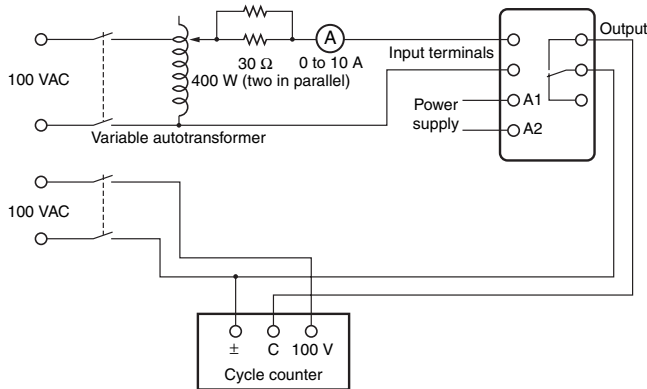 Output
A
Input terminals
30 Ω
0 to 10 A
100 VAC
400 W (two in parallel)
Power
supply
A1
A2
Variable autotransformer
100 VAC
± C 100 V
Cycle counter